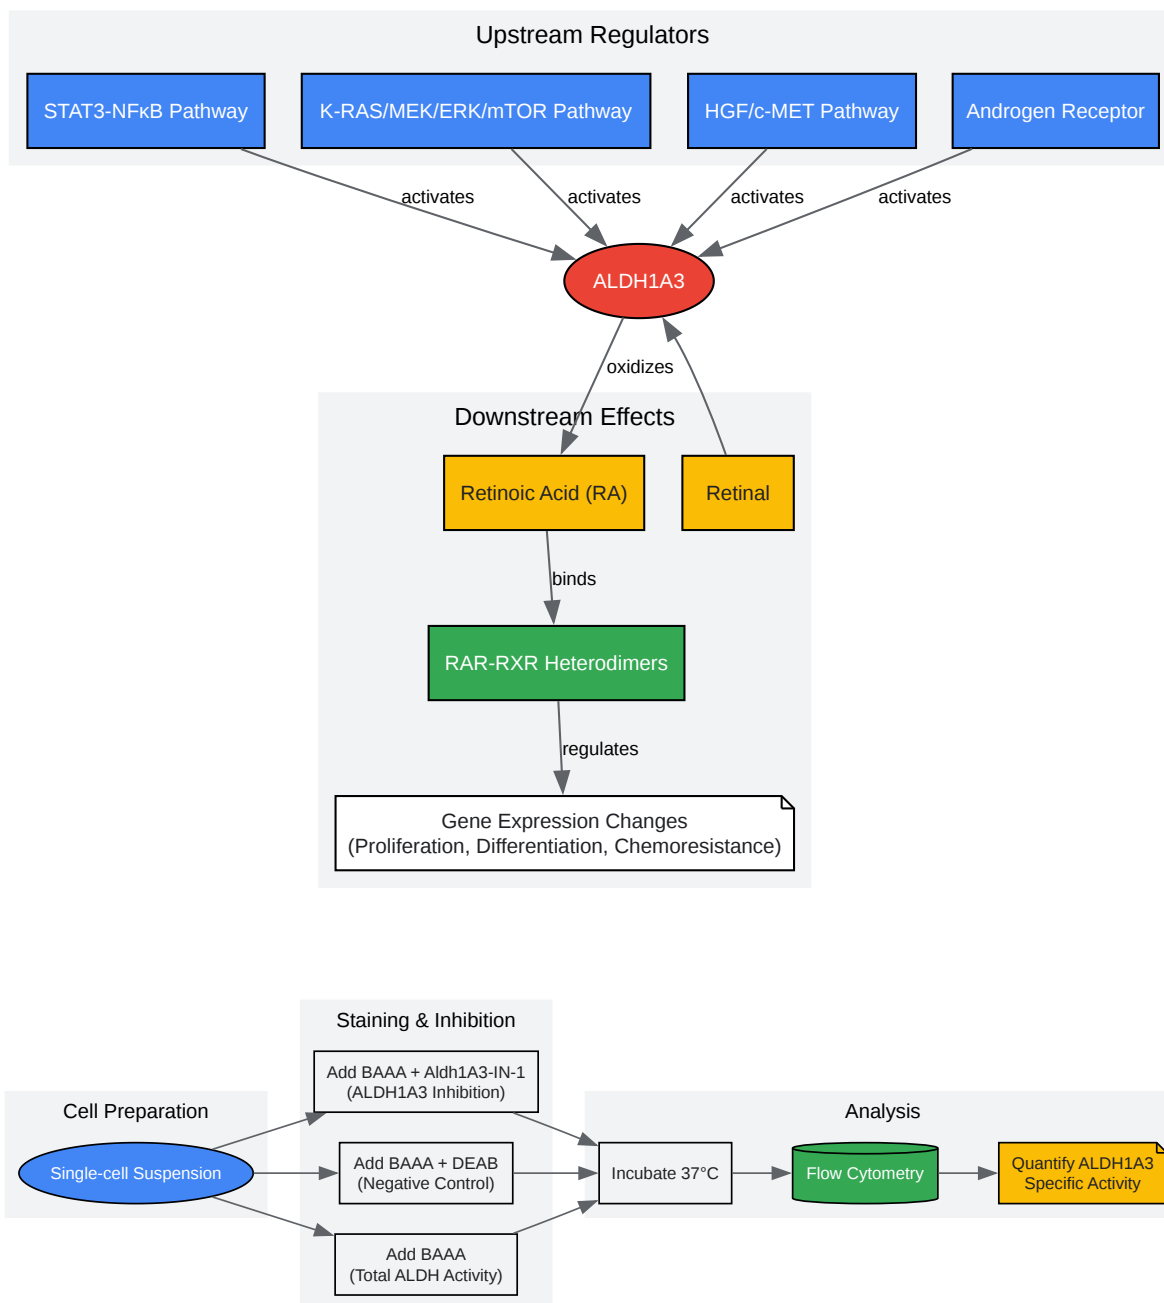 Upstream Regulators
STAT3-NFκB Pathway
K-RAS/MEK/ERK/mTOR Pathway
HGF/c-MET Pathway
Androgen Receptor
activates
activates
activates
activates
ALDH1A3
oxidizes
Downstream Effects
Retinoic Acid (RA)
Retinal
binds
RAR-RXR Heterodimers
regulates
Gene Expression Changes
(Proliferation, Differentiation, Chemoresistance)
Staining & Inhibition
Add BAAA + Aldh1A3-IN-1
(ALDH1A3 Inhibition)
Cell Preparation
Analysis
Single-cell Suspension
Add BAAA + DEAB
(Negative Control)
Incubate 37°C
Flow Cytometry
Quantify ALDH1A3
Specific Activity
Add BAAA
(Total ALDH Activity)